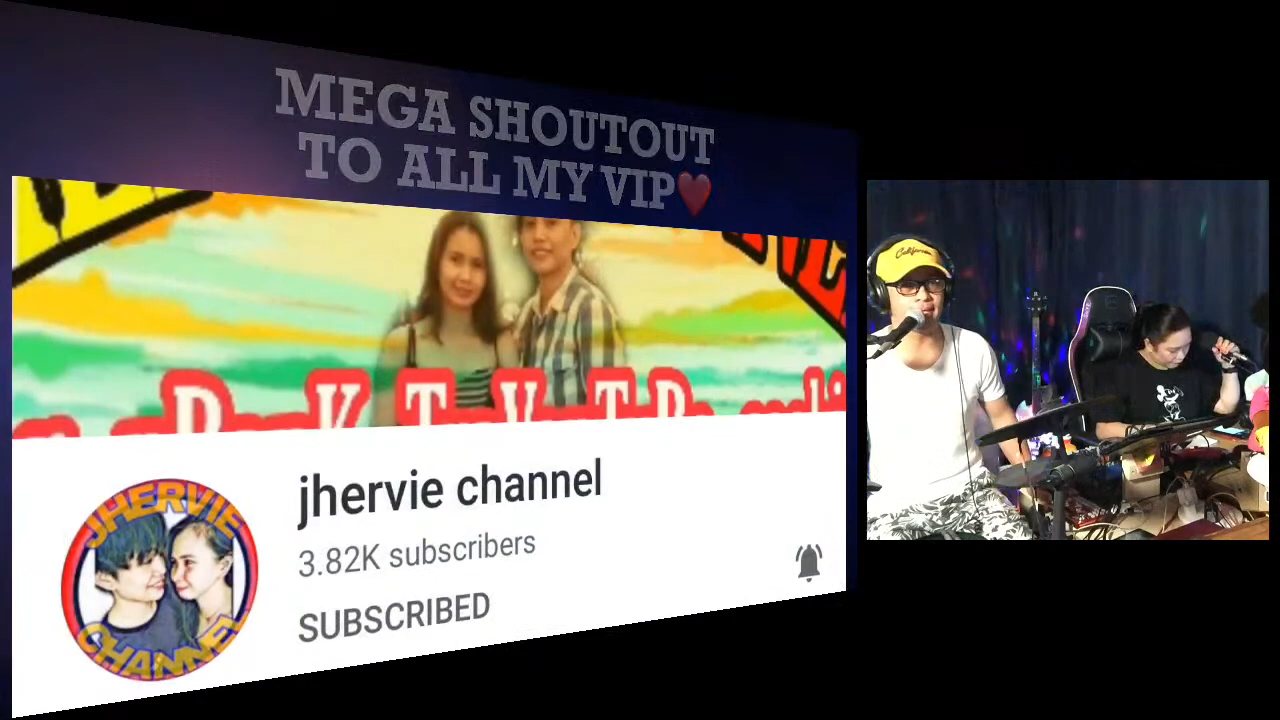 MEGA SHOUTOUT
TO ALL MY VIP❤️
jhervie channel
3.82K subscribers
SUBSCRIBED
JHERVIE
CHANNEL
California